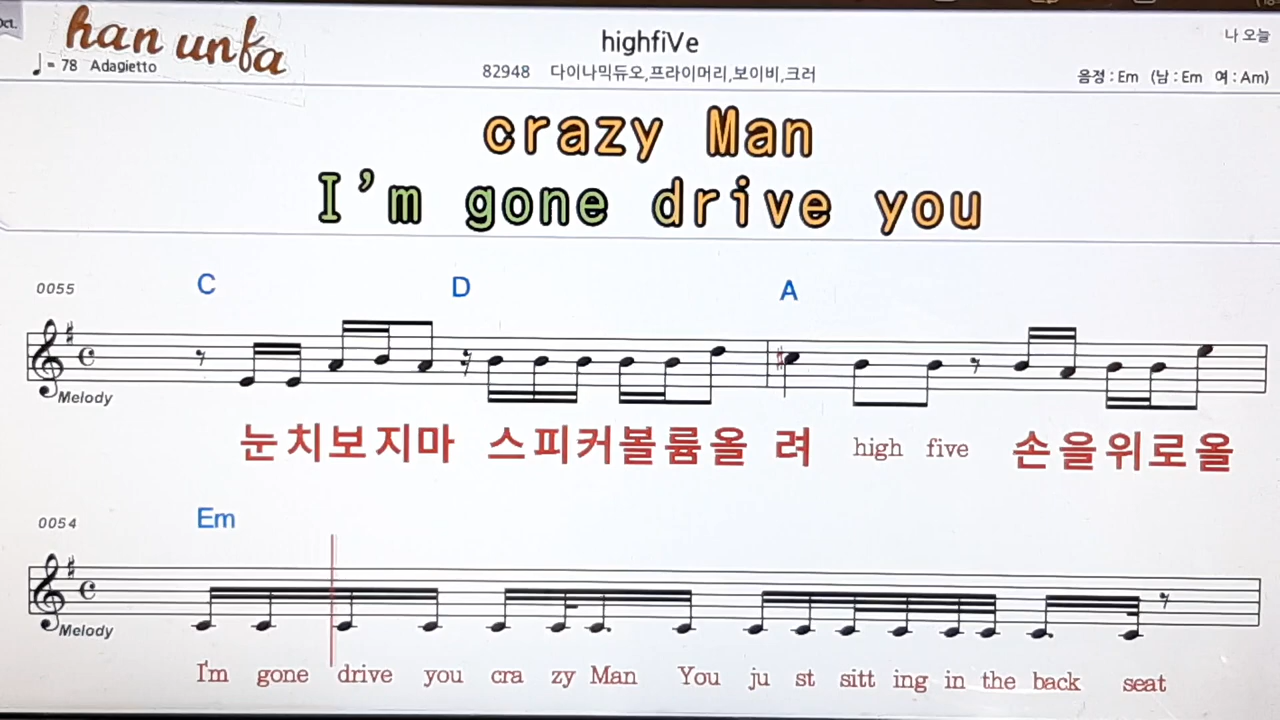 Oct.
han unfa
♩= 78 Adagietto
highfiVe
82948 다이나믹듀오,프라이머리,보이비,크러
나 오늘
음정 : Em (남 : Em 여 : Am)
crazy Man
I'm gone drive you
0055 C D A
Melody
눈치보지마 스피커볼륨올 려 high five 손을위로올
0054 Em
Melody
I'm gone drive you cra zy Man You ju st sitt ing in the back seat